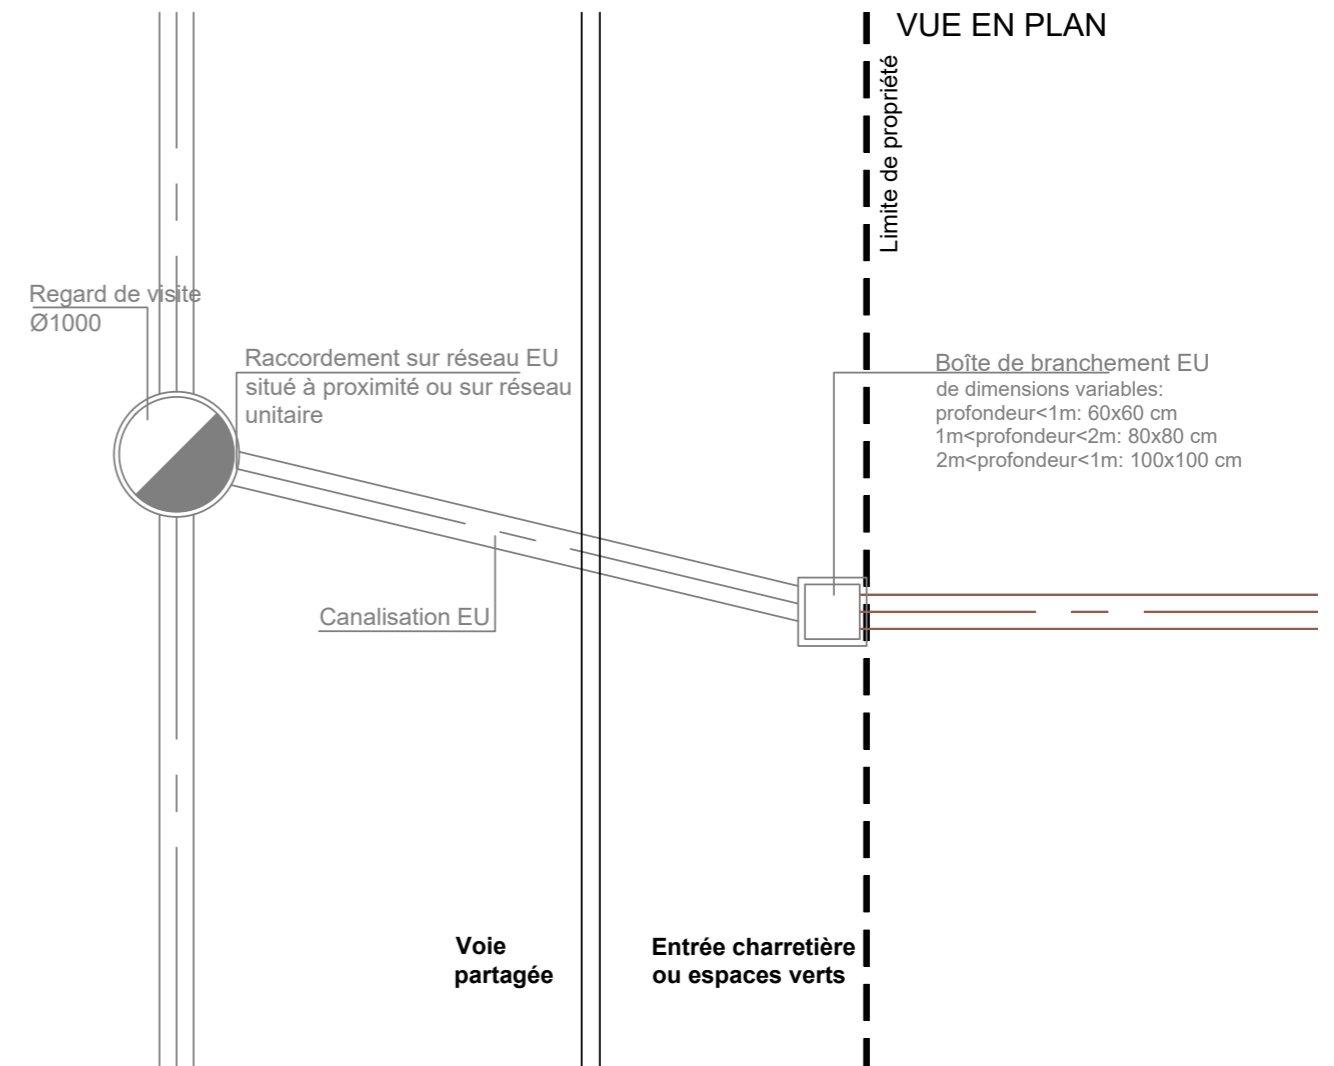 VUE EN PLAN
Limite de propriété
Regard de visite
Ø1000
Raccordement sur réseau EU
situé à proximité ou sur réseau
unitaire
Boîte de branchement EU
de dimensions variables:
profondeur<1m: 60x60 cm
1m<profondeur<2m: 80x80 cm
2m<profondeur<1m: 100x100 cm
Canalisation EU
Voie
partagée
Entrée charretière
ou espaces verts